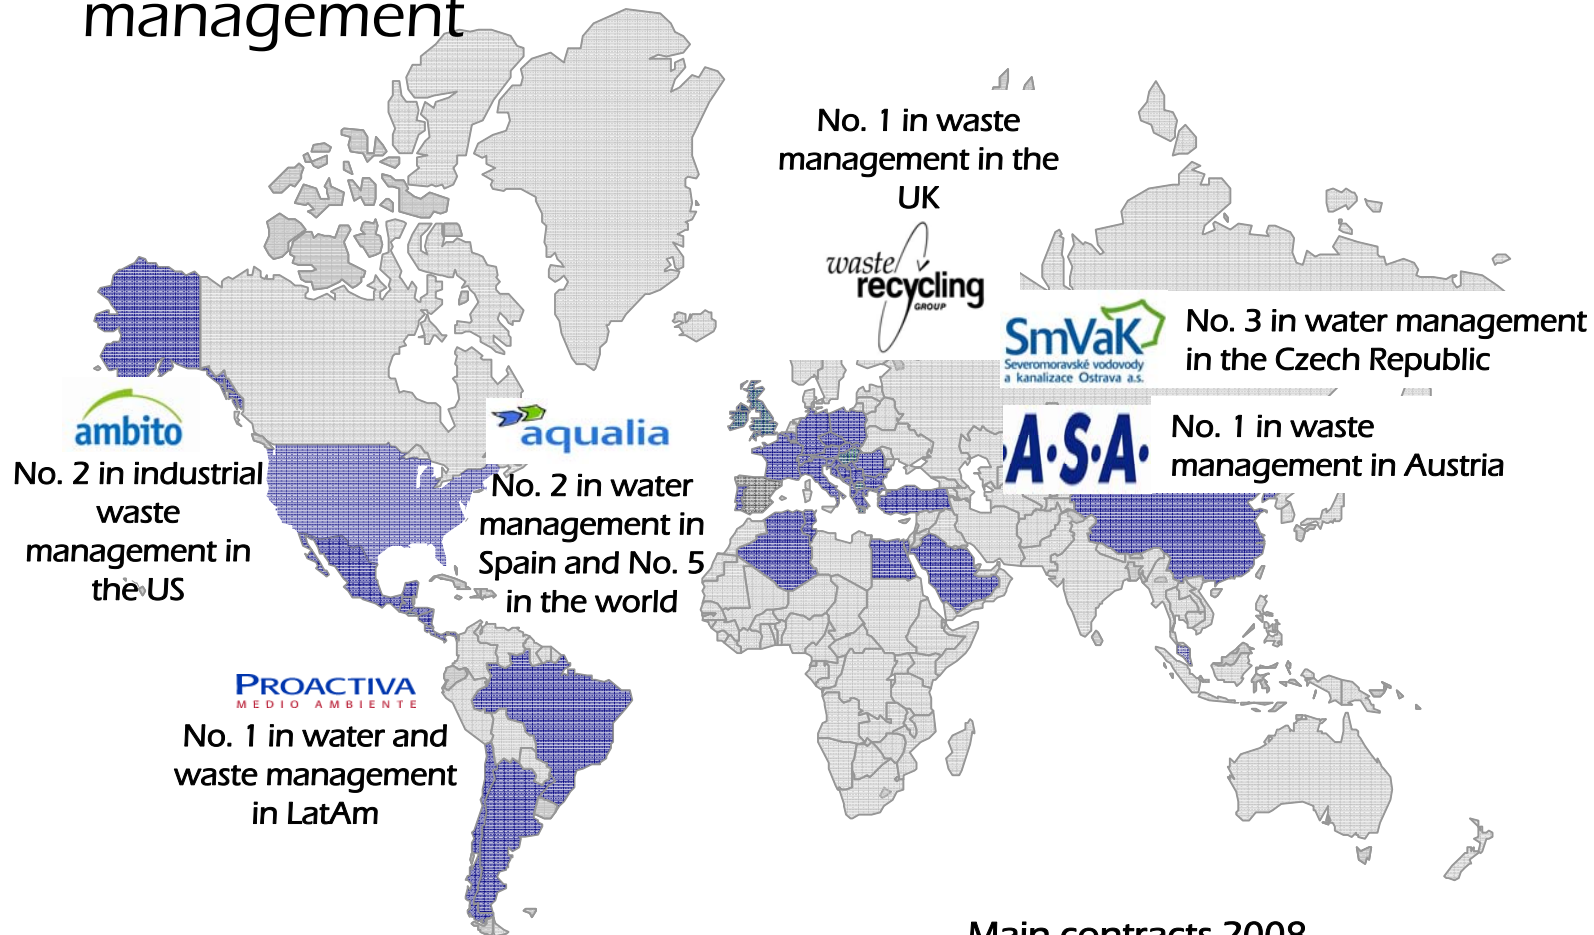 management
No. 1 in waste
management in the
UK
waste
recycling
GROUP
SmVaK
Severomoravské vodovody
a kanalizace Ostrava a.s.
No. 3 in water management
in the Czech Republic
ambito
No. 2 in industrial
waste
management in
the US
aqualia
No. 2 in water
management in
Spain and No. 5
in the world
·A·S·A·
No. 1 in waste
management in Austria
PROACTIVA
MEDIO AMBIENTE
No. 1 in water and
waste management
in LatAm
Main contracts 2008